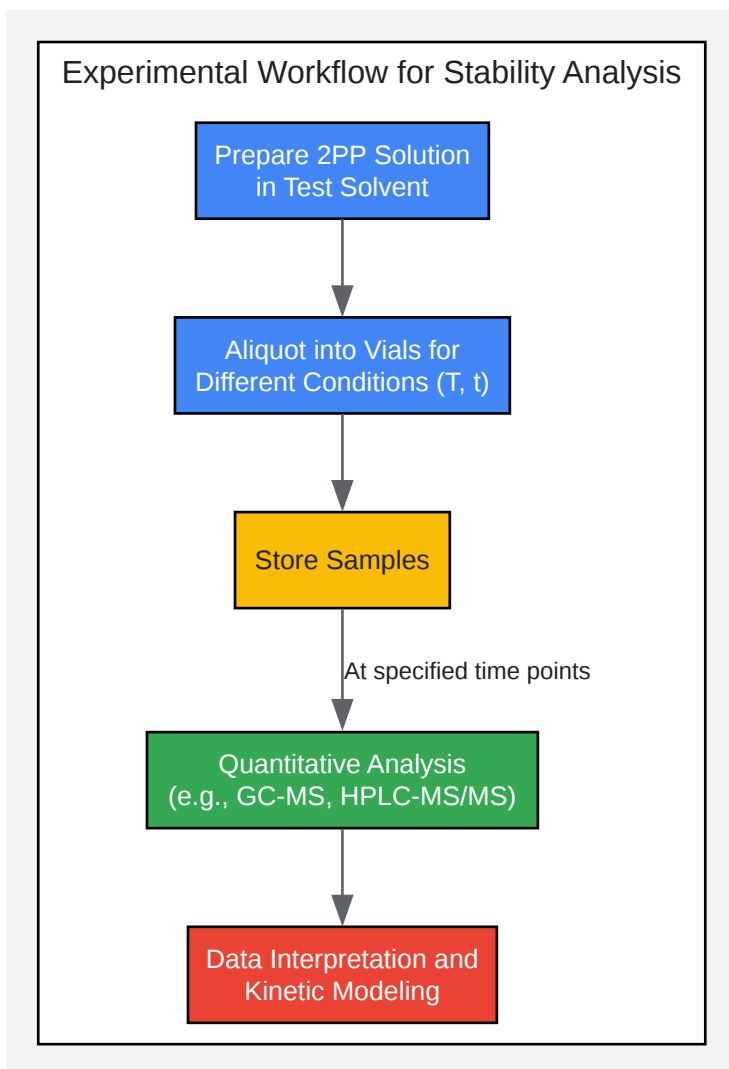 Experimental Workflow for Stability Analysis
Prepare 2PP Solution
in Test Solvent
Aliquot into Vials for
Different Conditions (T, t)
Store Samples
At specified time points
Quantitative Analysis
(e.g., GC-MS, HPLC-MS/MS)
Data Interpretation and
Kinetic Modeling